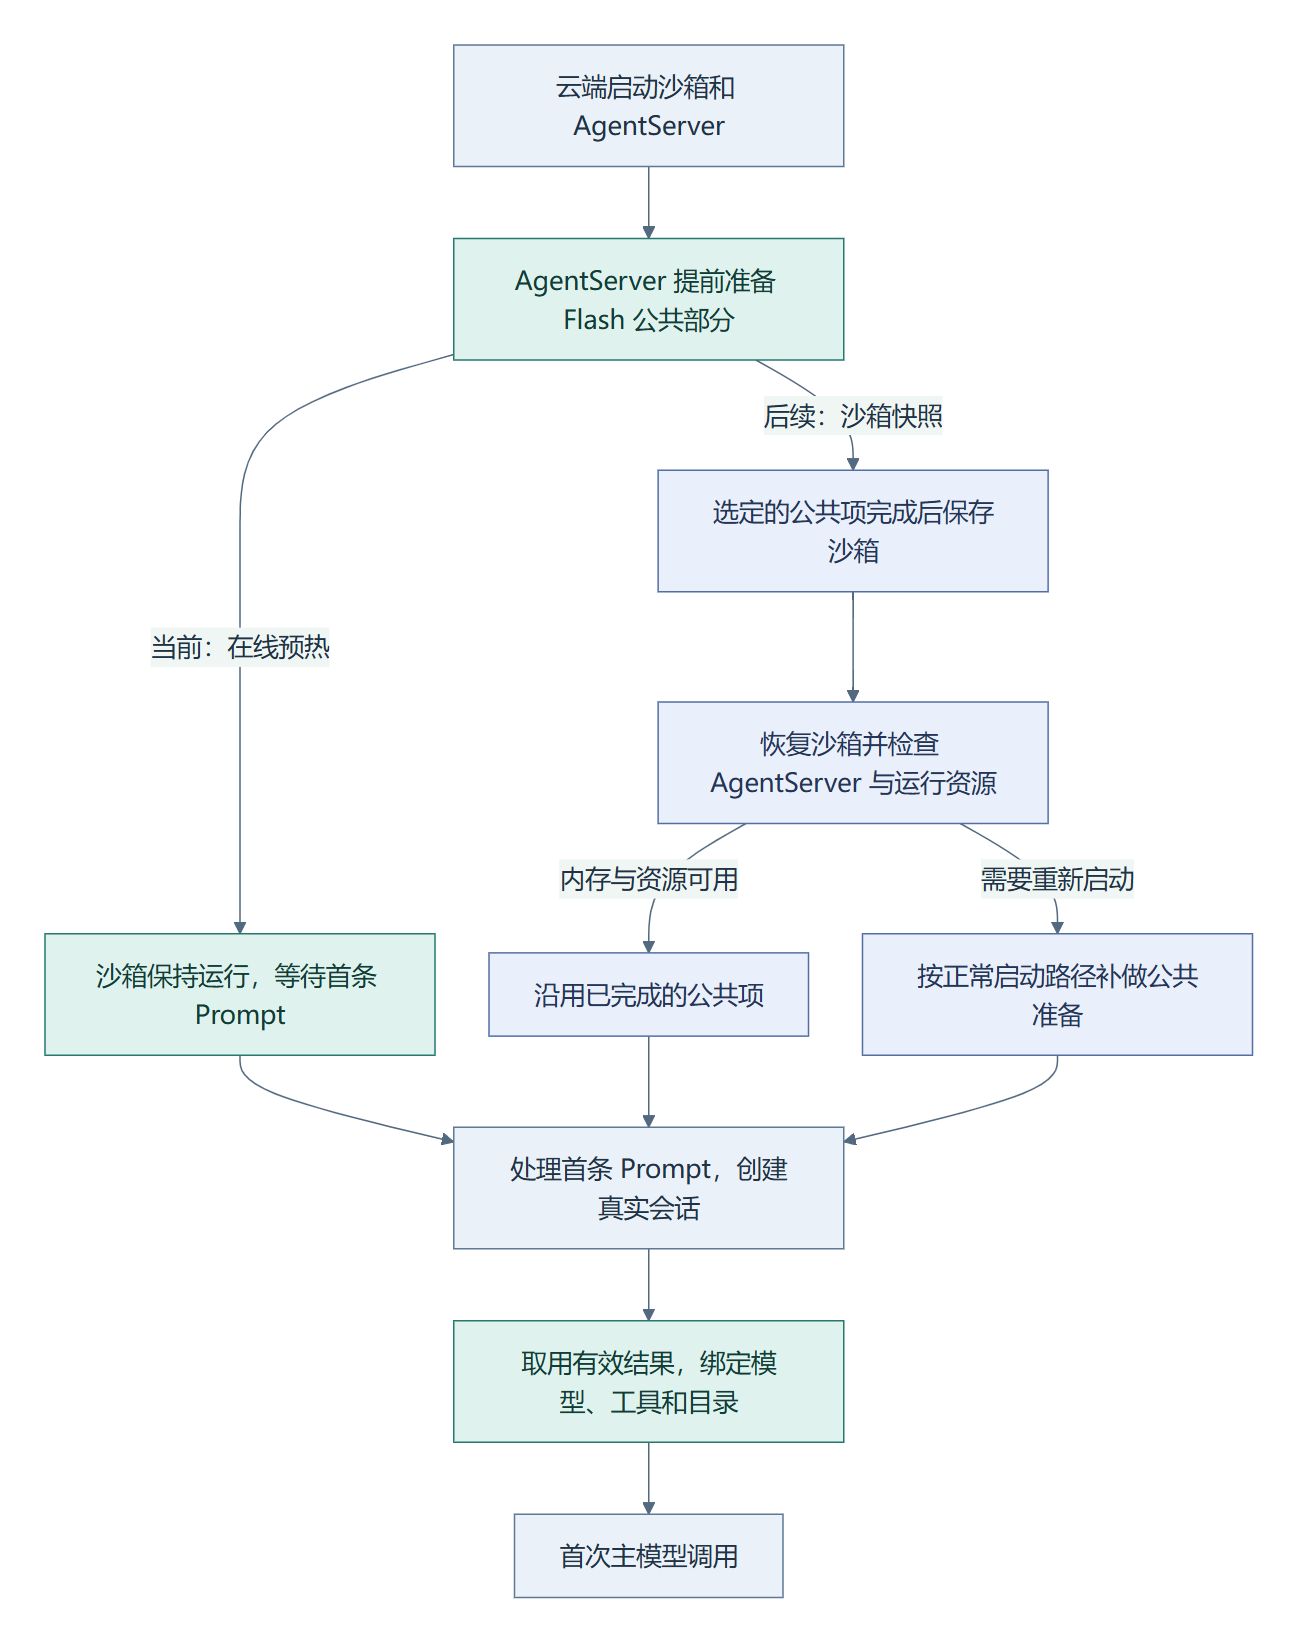 云端启动沙箱和
AgentServer
AgentServer 提前准备
Flash 公共部分
后续：沙箱快照
选定的公共项完成后保存
沙箱
当前：在线预热
恢复沙箱并检查
AgentServer 与运行资源
内存与资源可用
需要重新启动
沙箱保持运行，等待首条
Prompt
沿用已完成的公共项
按正常启动路径补做公共
准备
处理首条 Prompt，创建
真实会话
取用有效结果，绑定模
型、工具和目录
首次主模型调用